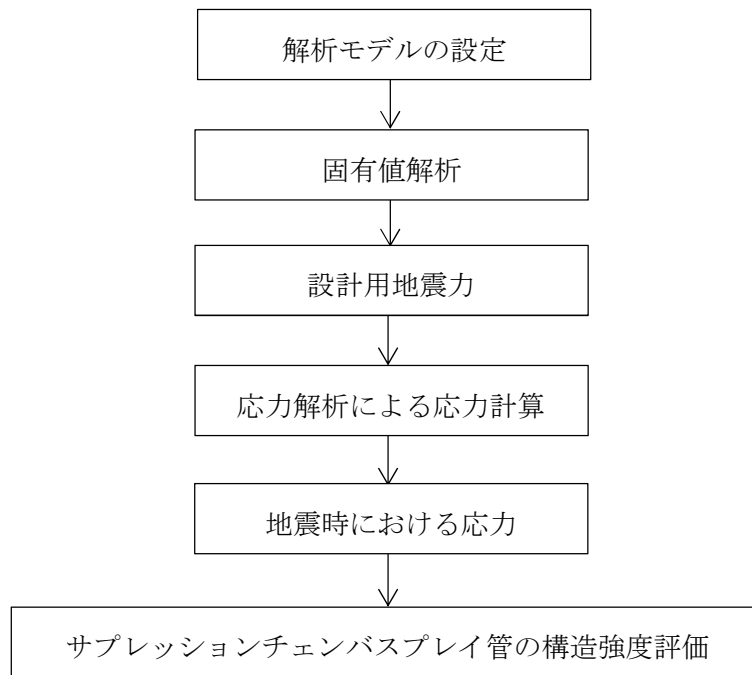 解析モデルの設定
固有値解析
設計用地震力
応力解析による応力計算
地震時における応力
サプレッションチェンバスプレイ管の構造強度評価